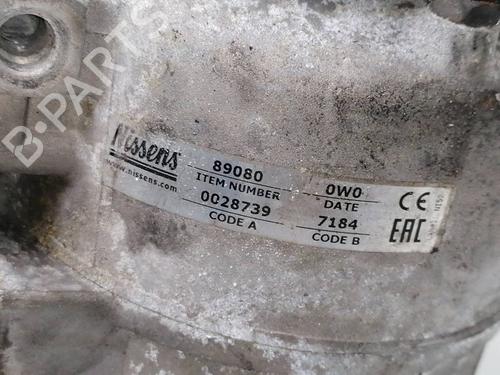 B-PARTS
Nissens
www.nissens.com
89080
ITEM NUMBER
0W0
DATE
0028739
CODE A
7184
CODE B
CE
EAC